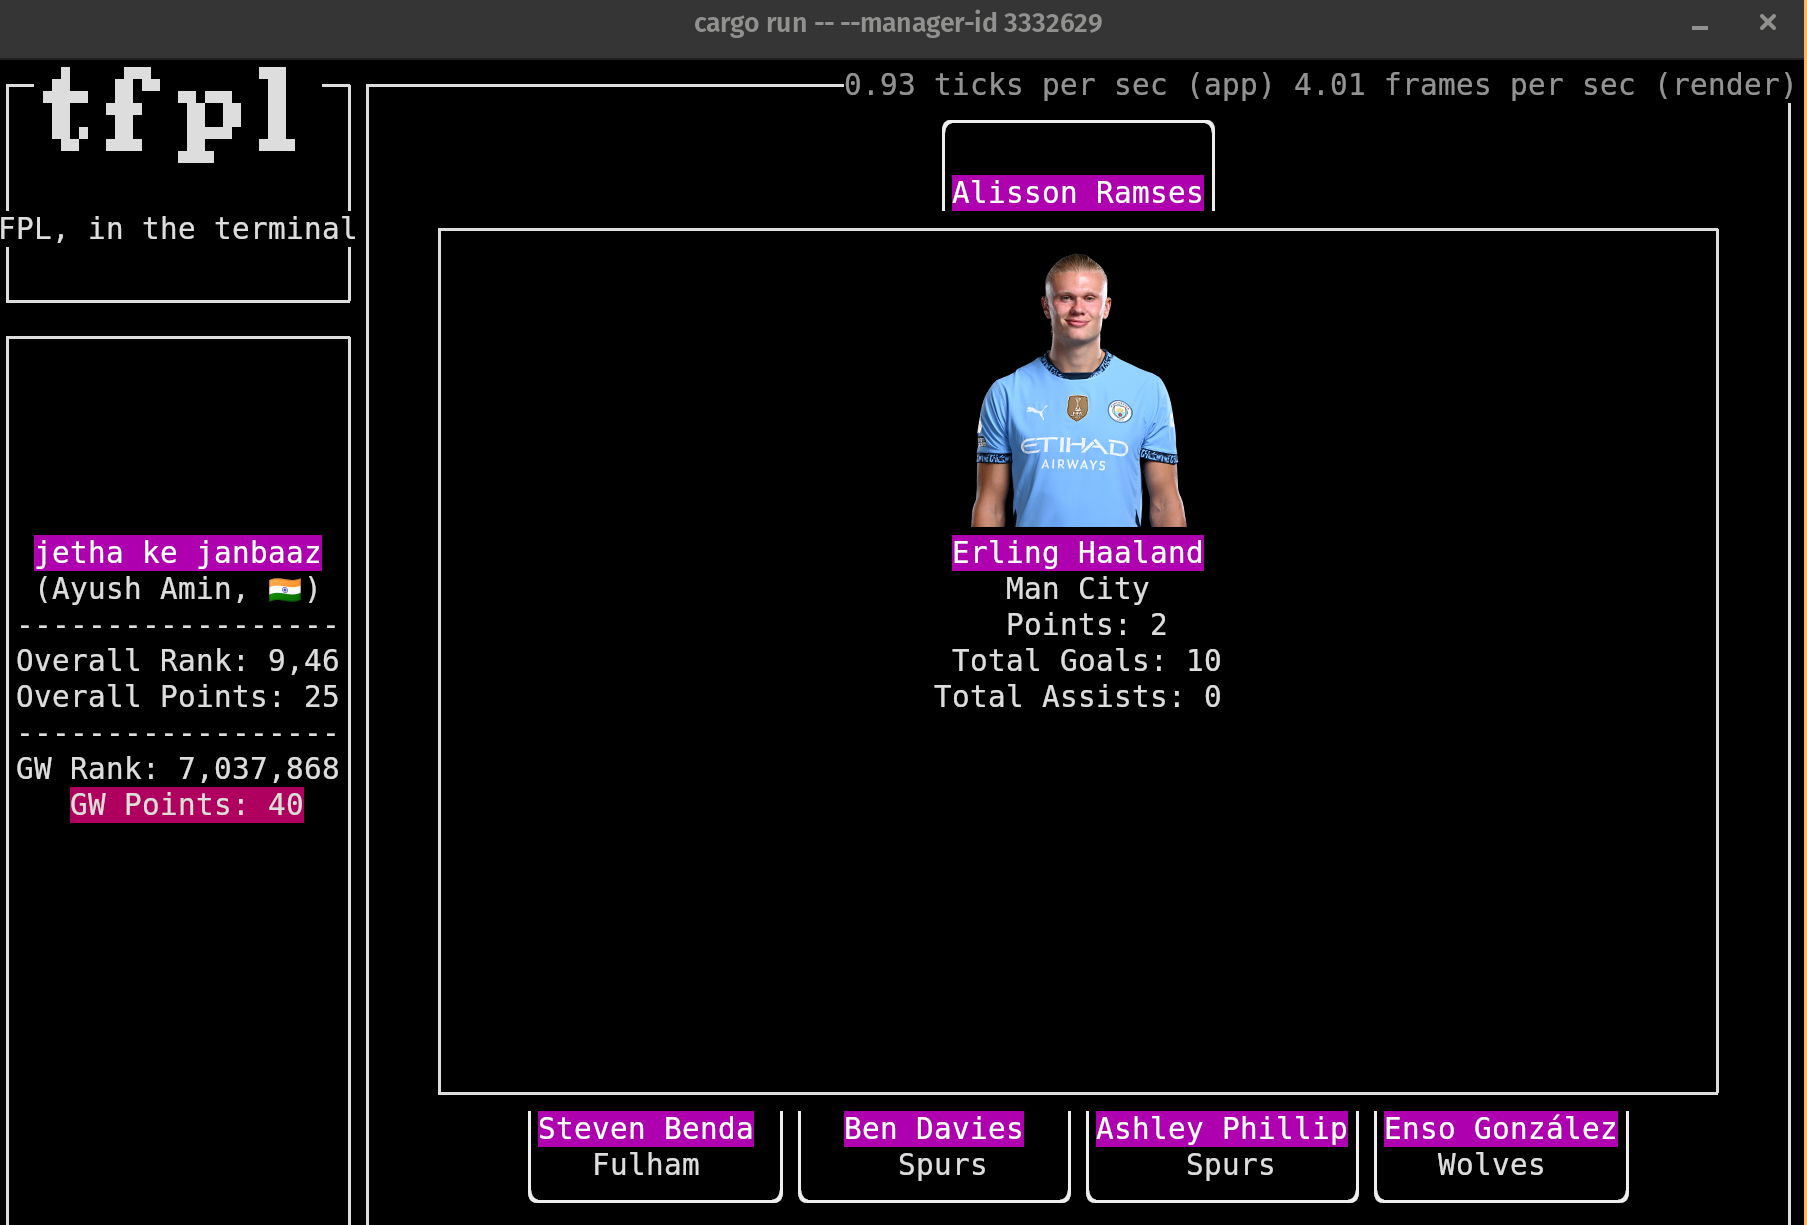 cargo run -- --manager-id 3332629
tfpl
FPL, in the terminal
jetha ke janbaaz
(Ayush Amin, 🇮🇳)
------------------
Overall Rank: 9,46
Overall Points: 25
------------------
GW Rank: 7,037,868
GW Points: 40
0.93 ticks per sec (app) 4.01 frames per sec (render)
Alisson Ramses
ETIHAD
AIRWAYS
Erling Haaland
Man City
Points: 2
Total Goals: 10
Total Assists: 0
Steven Benda
Fulham
Ben Davies
Spurs
Ashley Phillip
Spurs
Enso González
Wolves